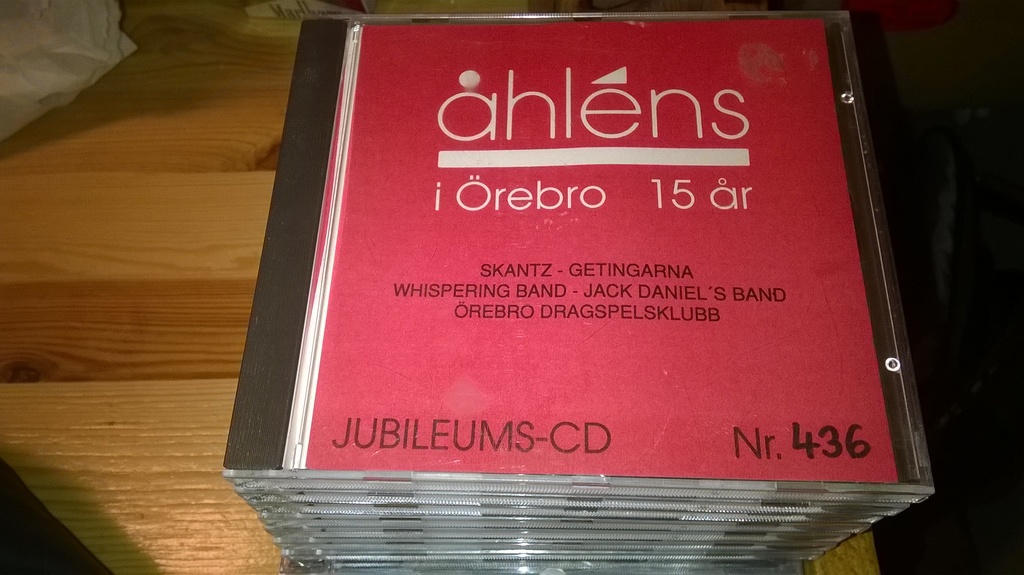 åhléns
i Örebro 15 år
SKANTZ - GETINGARNA
WHISPERING BAND - JACK DANIEL´S BAND
ÖREBRO DRAGSPELSKLUBB
JUBILEUMS-CD Nr. 436